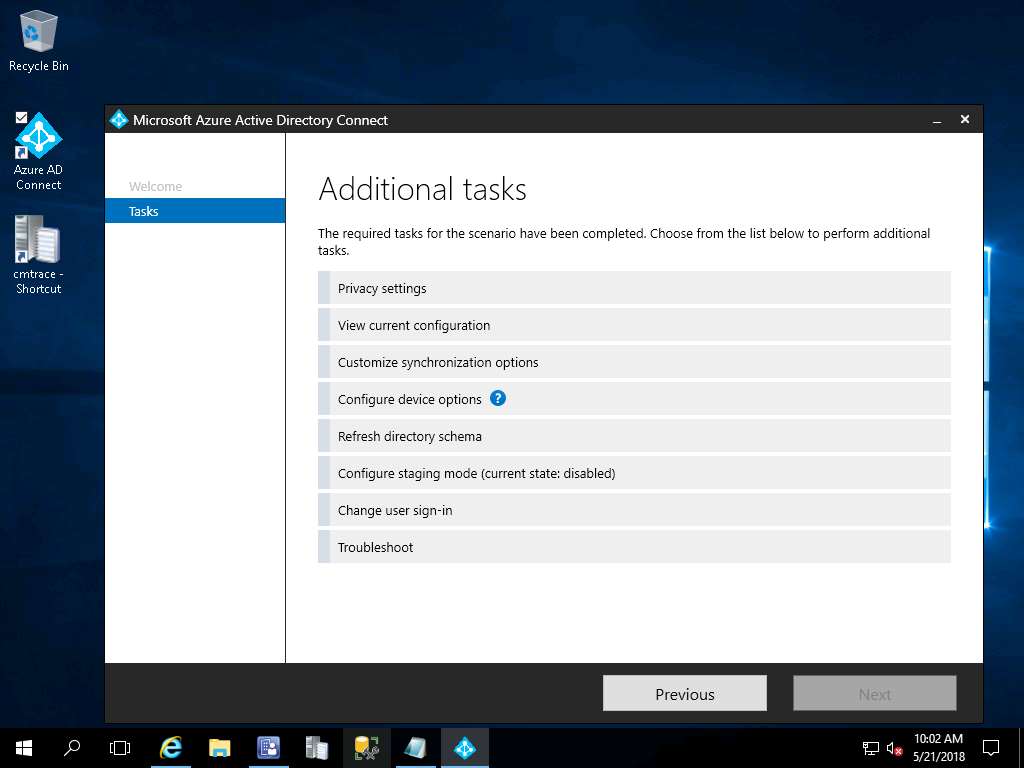 Recycle Bin
Azure AD
Connect
cmtrace -
Shortcut
Microsoft Azure Active Directory Connect
Welcome
Tasks
Additional tasks
The required tasks for the scenario have been completed. Choose from the list below to perform additional
tasks.
Privacy settings
View current configuration
Customize synchronization options
Configure device options ?
Refresh directory schema
Configure staging mode (current state: disabled)
Change user sign-in
Troubleshoot
Previous
Next
10:02 AM
5/21/2018